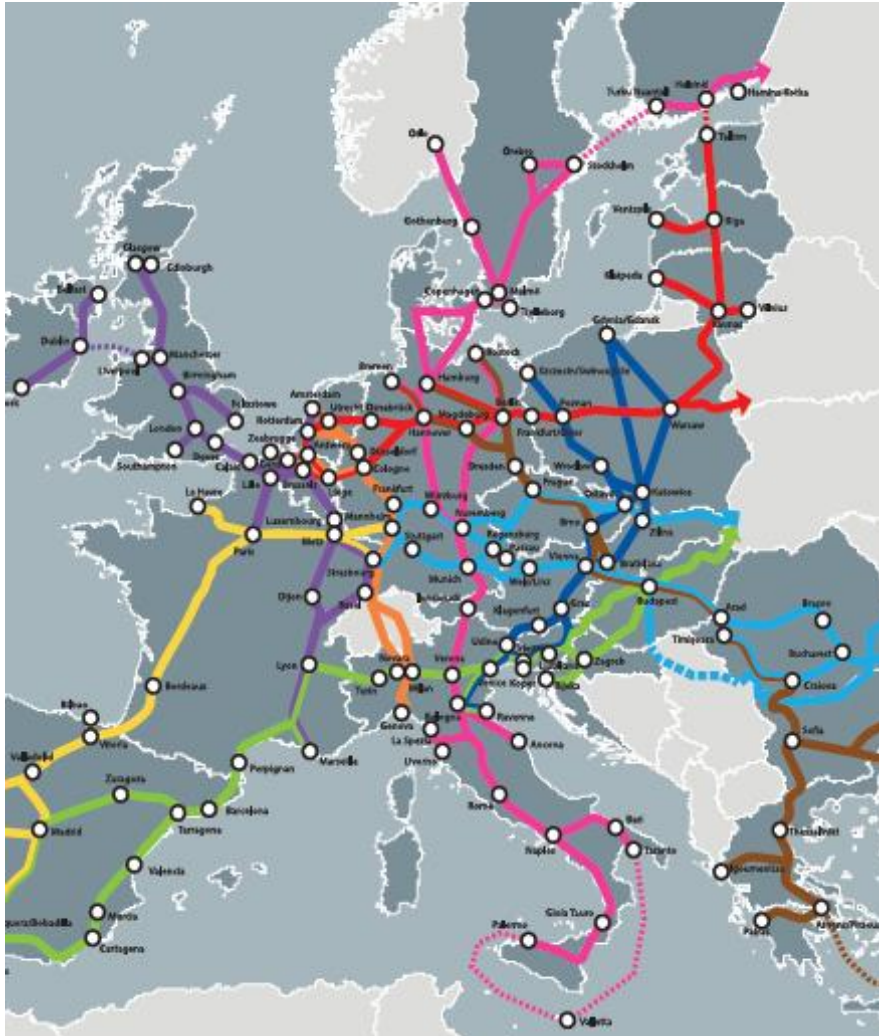 Turku Naantali
Helsinki
Hamina-Kotka
Tallinn
Oslo
Örebro
Stockholm
Ventspils
Riga
Gothenburg
Glasgow
Edinburgh
Klaipeda
Belfast
Copenhagen
Malmö
Trelleborg
Kaunas
Vilnius
Gdynia/Gdansk
Dublin
Liverpool
Manchester
Rostock
Birmingham
Bremen
Hamburg
Szczecin/Swinoujscie
Felixstowe
Amsterdam
Utrecht
Osnabrück
Magdeburg
Berlin
Poznan
Rotterdam
Hannover
Frankfurt/Oder
Warsaw
London
Zeebrugge
Antwerp
Düsseldorf
Southampton
Dover
Calais
Cologne
Dresden
Wroclaw
Lille
Brussels
Liège
Prague
Katowice
Le Havre
Frankfurt
Würzburg
Ostrava
Luxembourg
Mannheim
Nuremberg
Brno
Zilina
Paris
Metz
Stuttgart
Regensburg
Passau
Vienna
Strasbourg
Munich
Wels/Linz
Bratislava
Dijon
Basel
Budapest
Klagenfurt
Graz
Arad
Brasov
Udine
Timișoara
Lyon
Novara
Verona
Zagreb
Bucharest
Turin
Milan
Venice
Koper
Rijeka
Craiova
Bordeaux
Genova
Bologna
Ravenna
Bilbao
La Spezia
Sofia
Vitoria
Ancona
Valladolid
Livorno
Marseille
Perpignan
Zaragoza
Roma
Barcelona
Tarragona
Madrid
Naples
Bari
Thessaloniki
Taranto
Valencia
Igoumenitsa
Murcia
Gioia Tauro
Palermo
Patras
Cartagena
Valletta